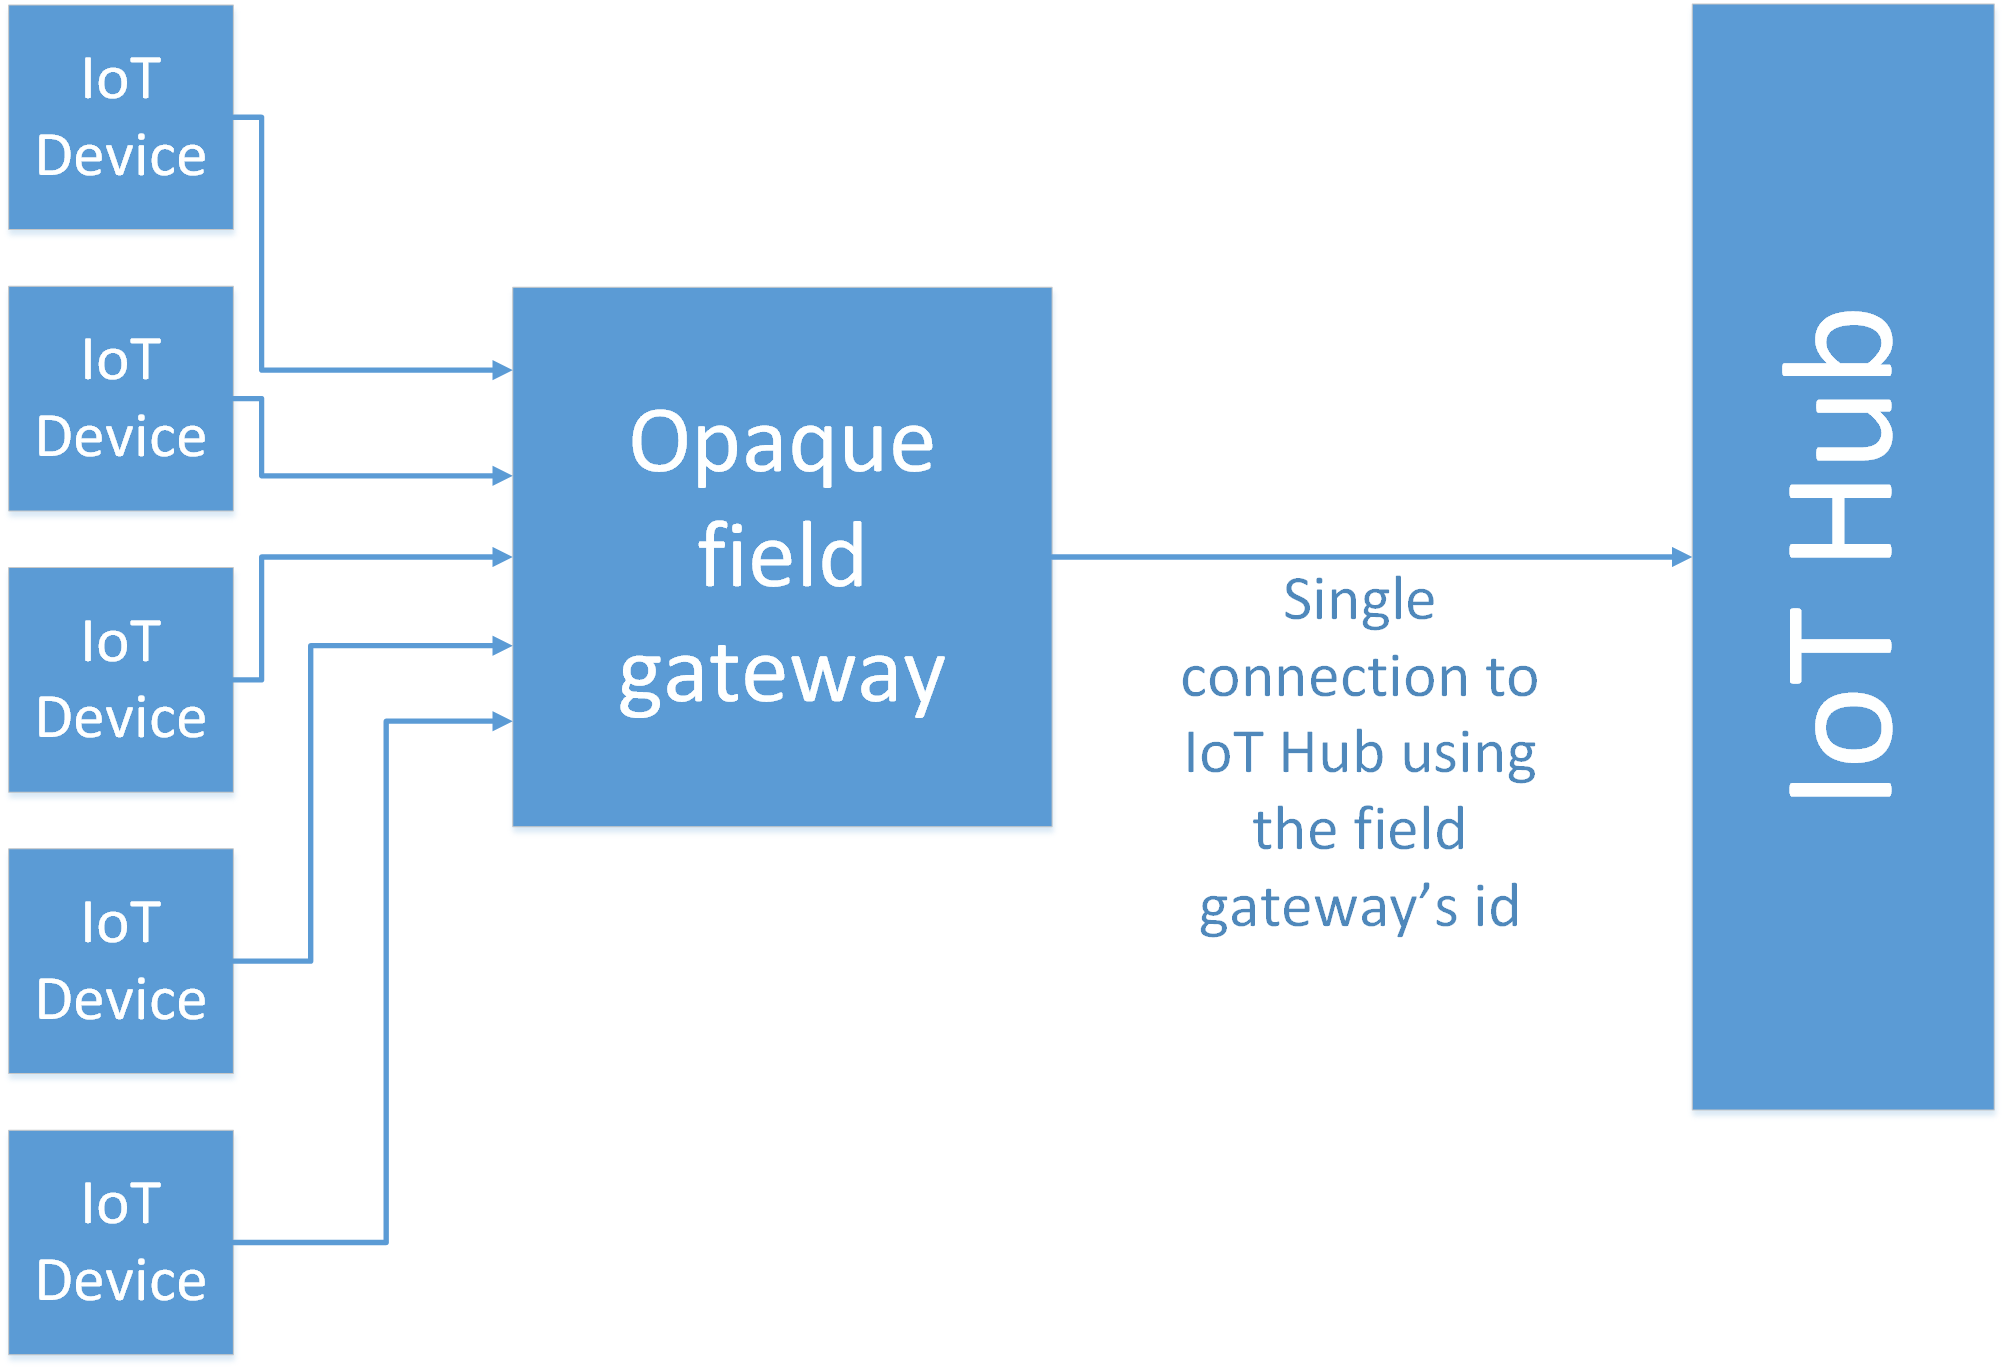 IoT
Device
IoT
Device
IoT
Device
IoT
Device
IoT
Device
Opaque
field
gateway
Single
connection to
IoT Hub using
the field
gateway’s id
IoT Hub